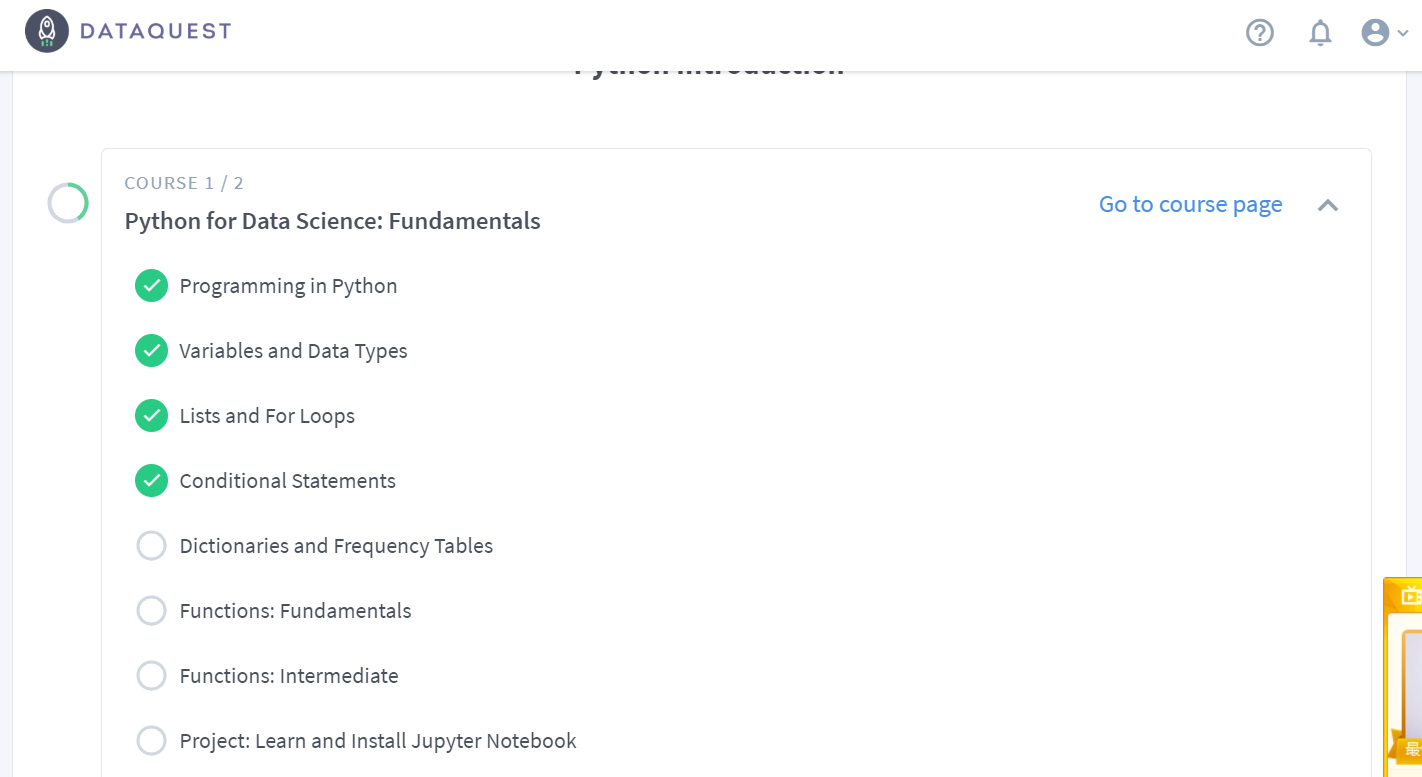 DATAQUEST
Python Introduction
COURSE 1 / 2
Python for Data Science: Fundamentals
Go to course page
Programming in Python
Variables and Data Types
Lists and For Loops
Conditional Statements
Dictionaries and Frequency Tables
Functions: Fundamentals
Functions: Intermediate
Project: Learn and Install Jupyter Notebook
最